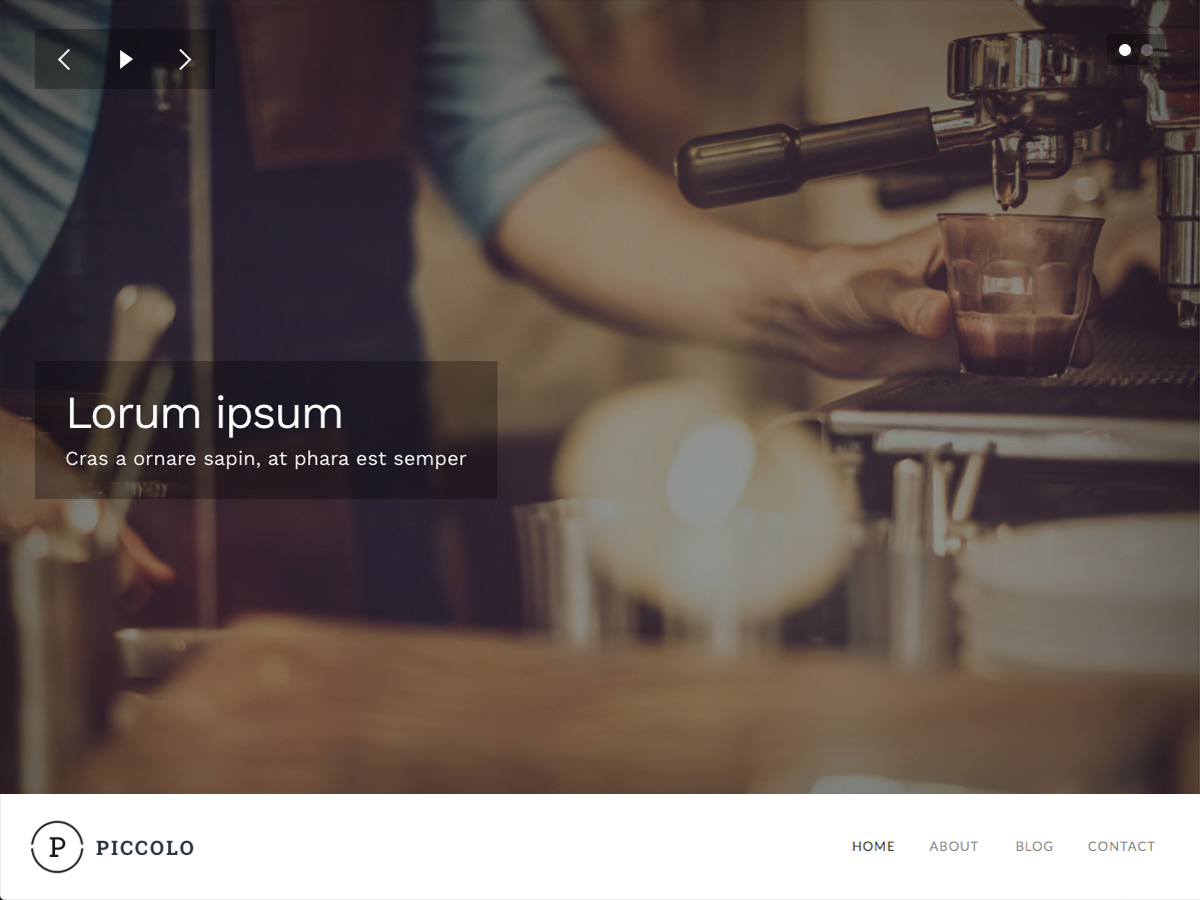 Lorum ipsum
Cras a ornare sapin, at phara est semper
P PICCOLO
HOME ABOUT BLOG CONTACT